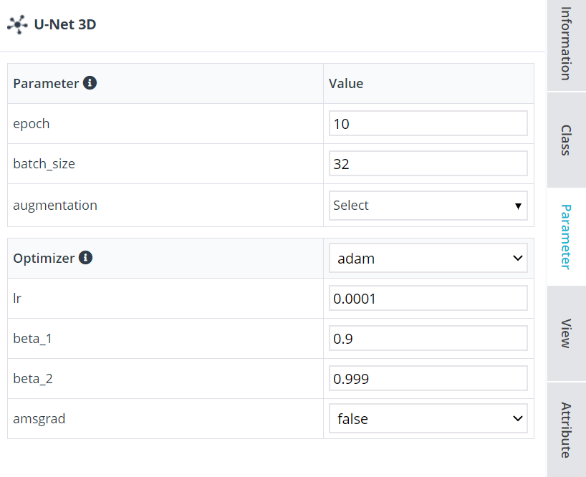 U-Net 3D
Parameter Value
epoch 10
batch_size 32
augmentation Select
Optimizer adam
lr 0.0001
beta_1 0.9
beta_2 0.999
amsgrad false
Information
Class
Parameter
View
Attribute